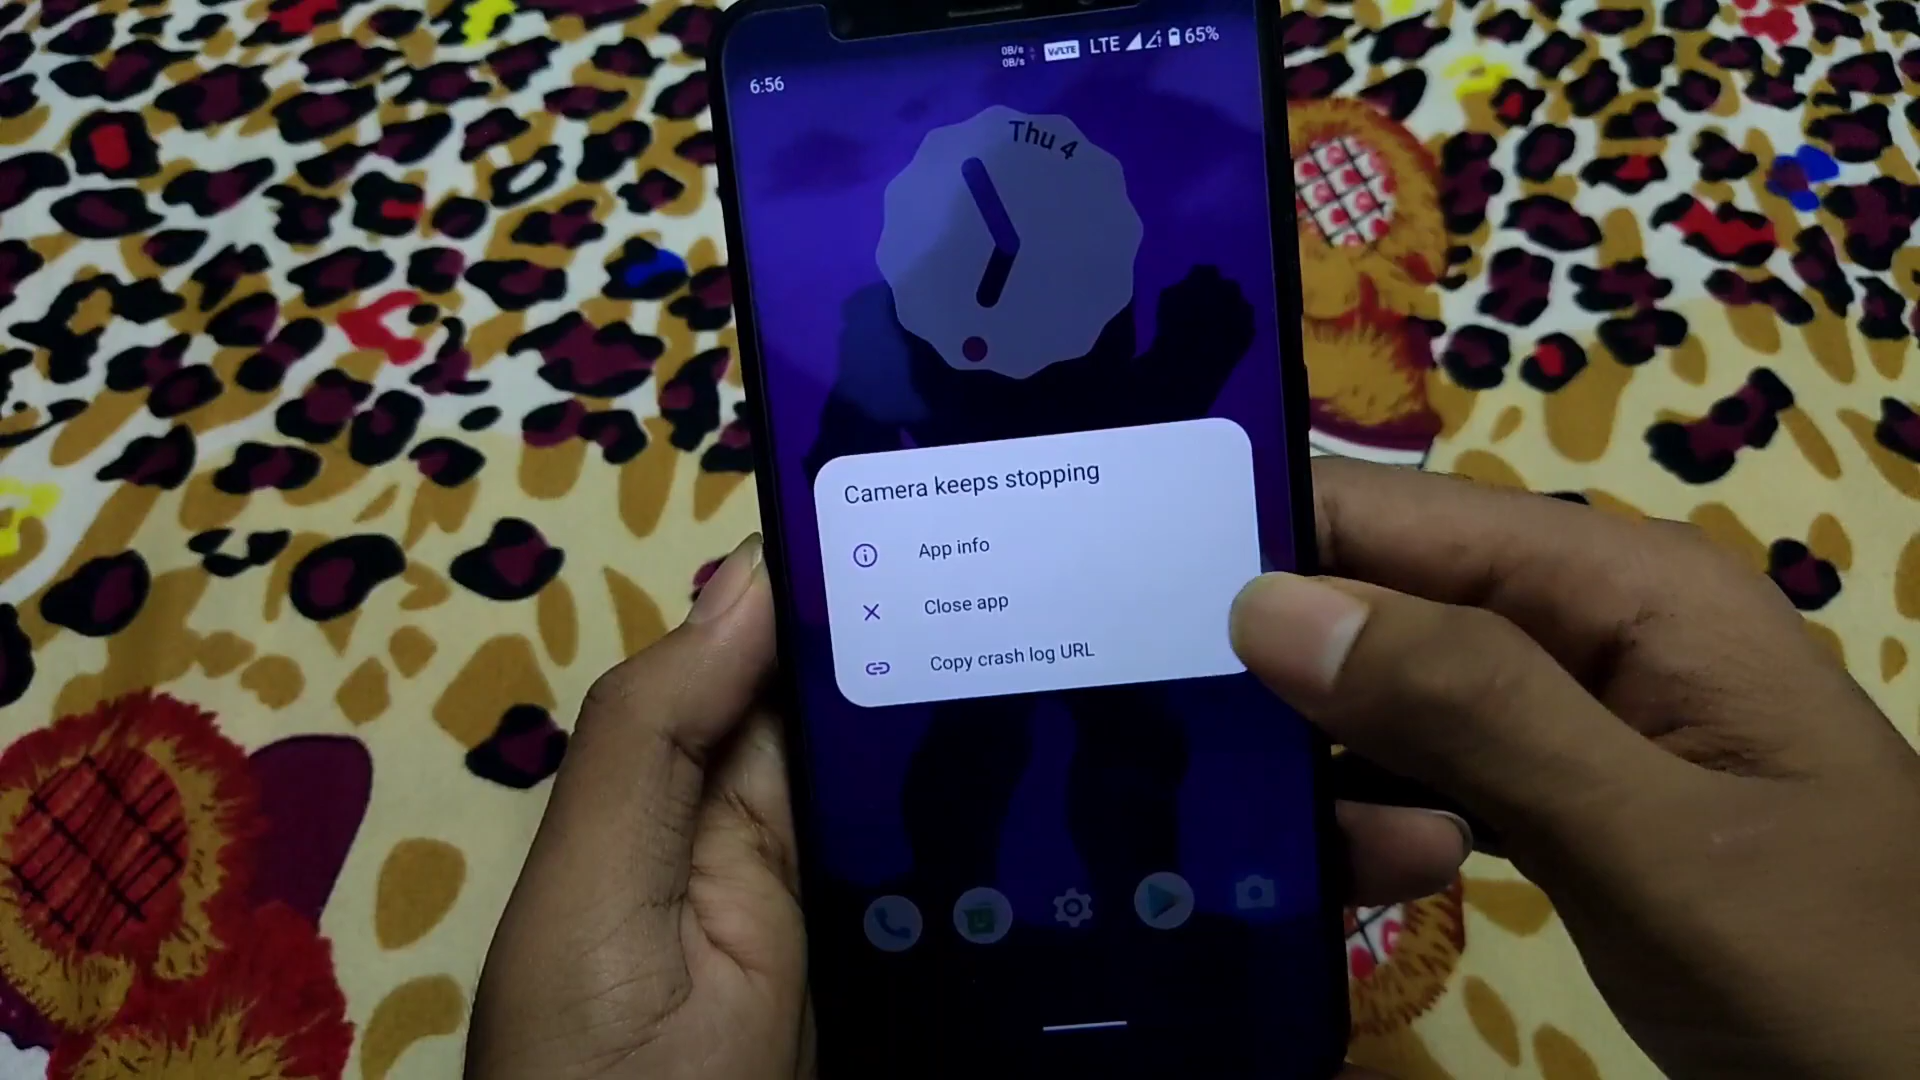 0B/s
0B/s
VoLTE LTE 65%
6:56
Thu 4
Camera keeps stopping
App info
Close app
Copy crash log URL